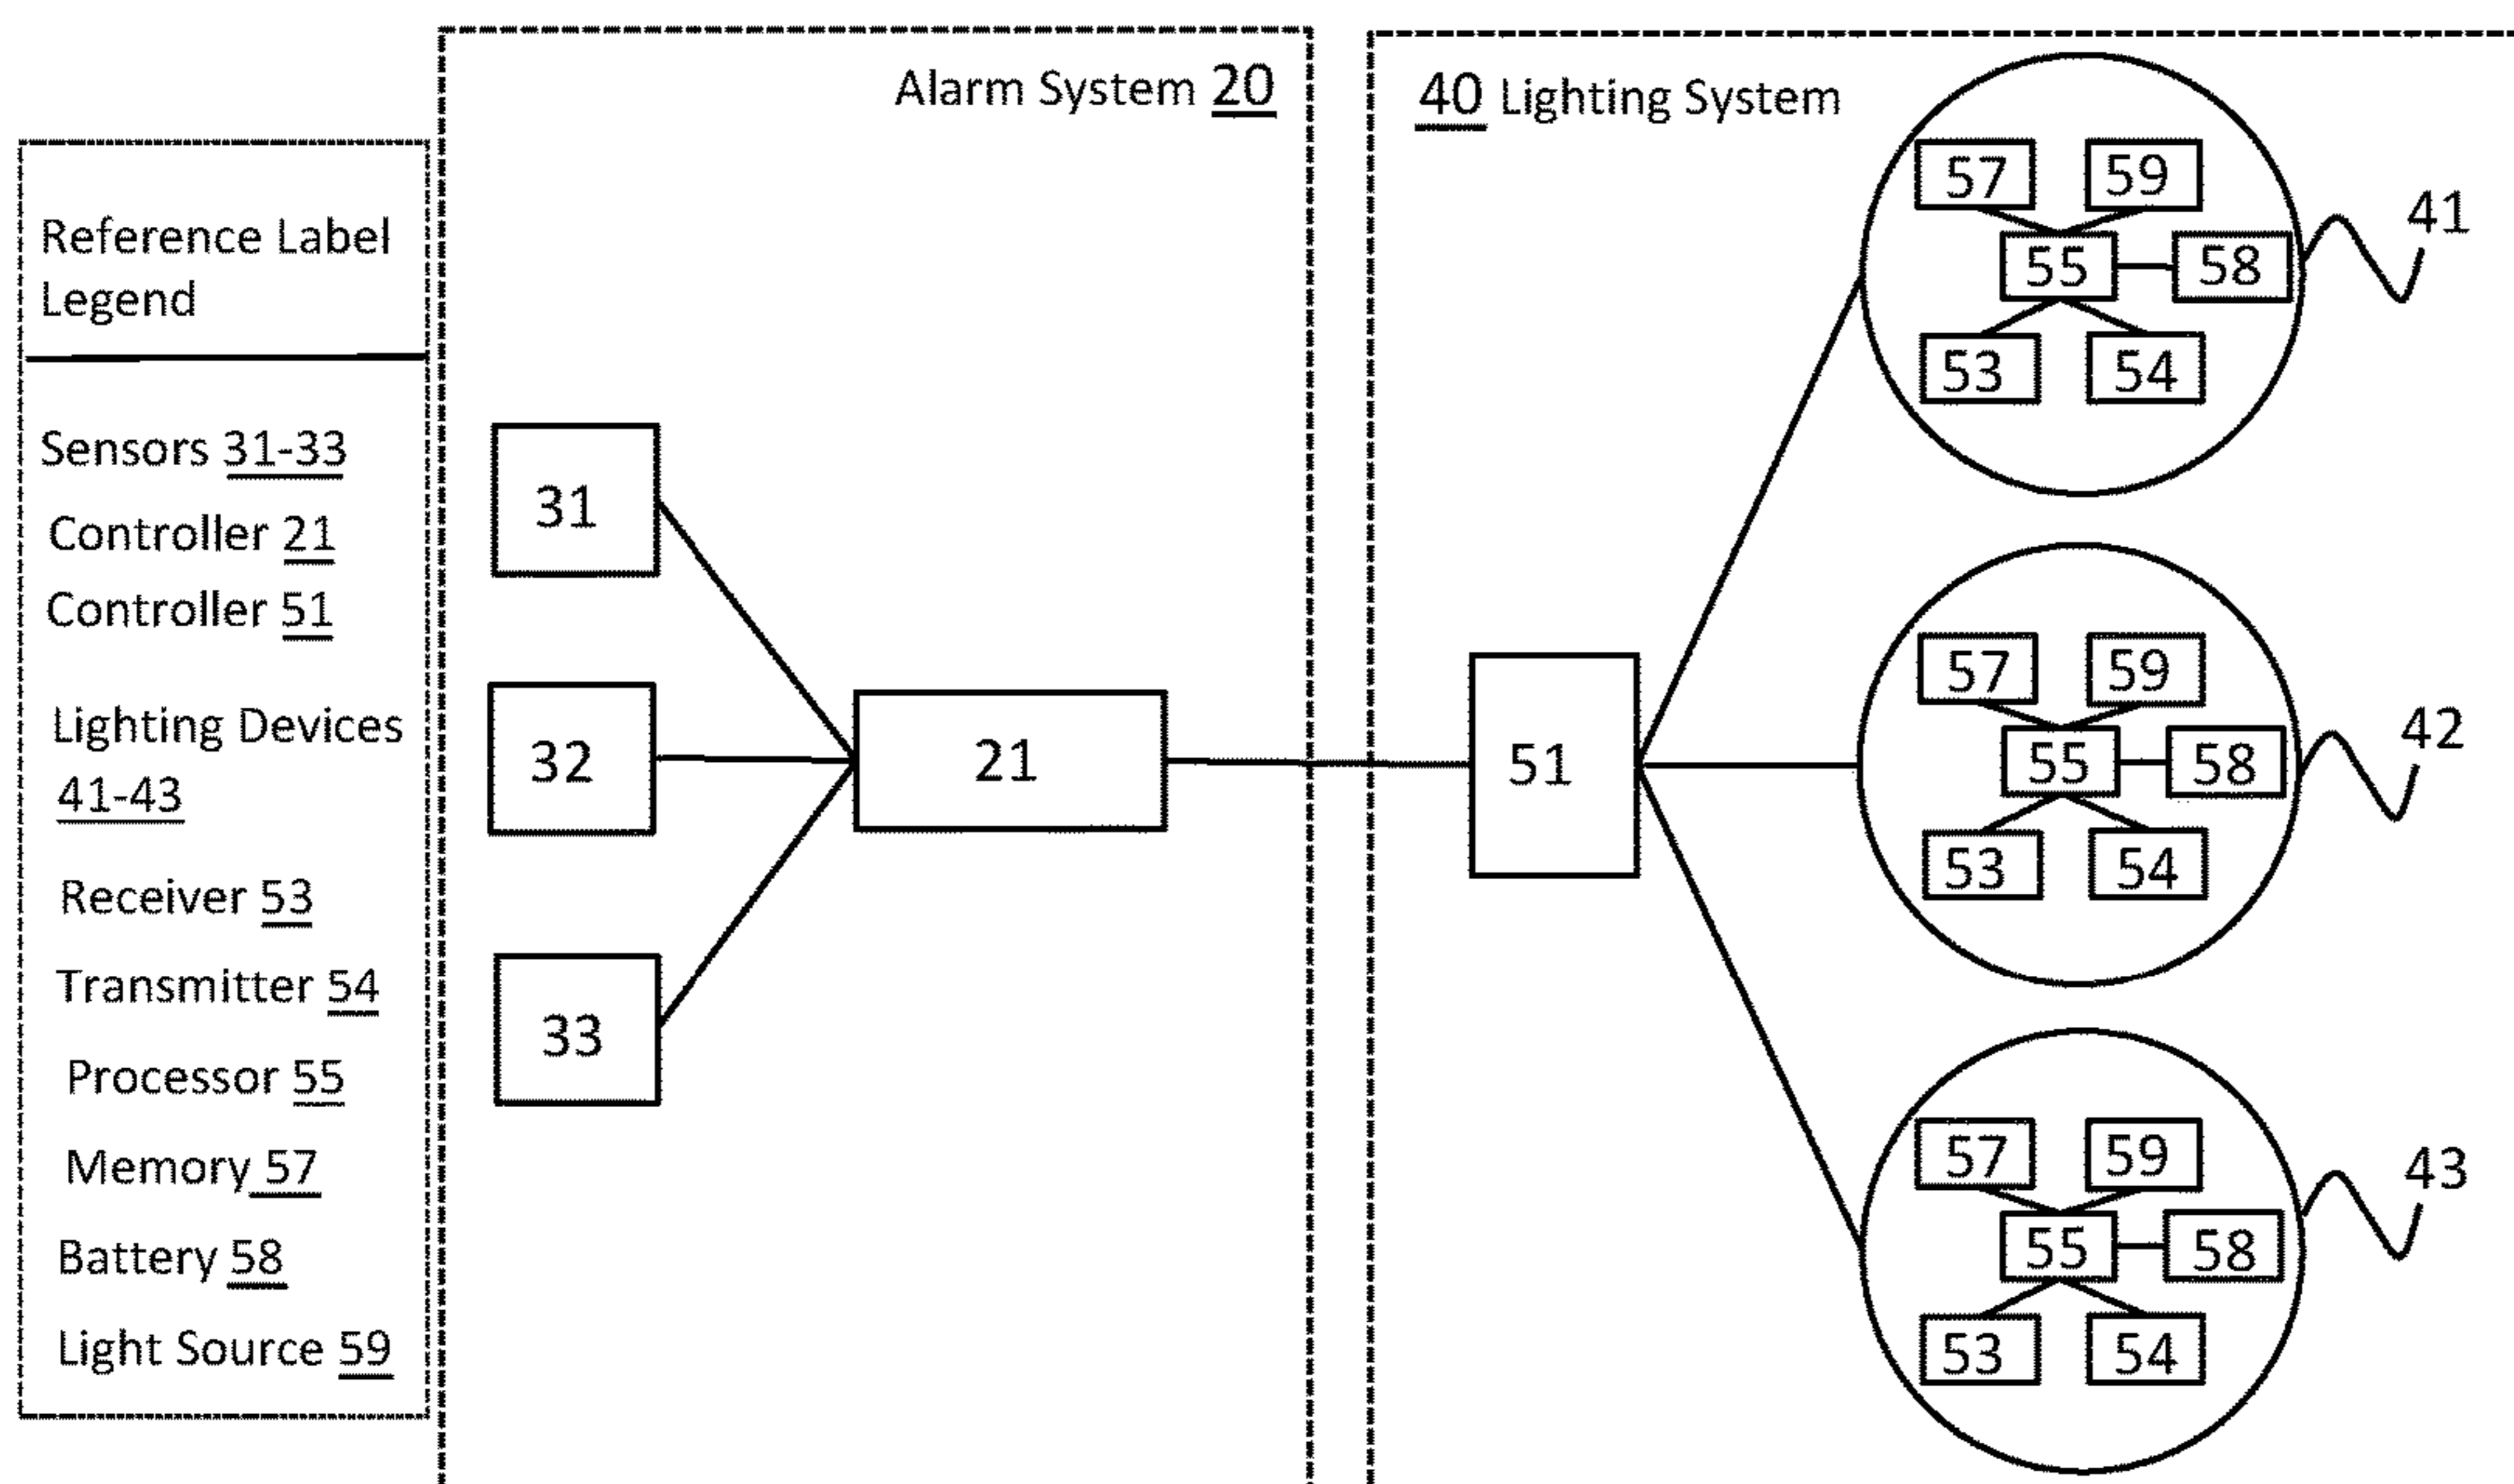 Reference Label
Legend
Sensors 31-33
Controller 21
Controller 51
Lighting Devices
41-43
Receiver 53
Transmitter 54
Processor 55
Memory 57
Battery 58
Light Source 59
Alarm System 20
31
32
33
21
40 Lighting System
51
57 59
55 58
53 54
41
57 59
55 58
53 54
42
57 59
55 58
53 54
43